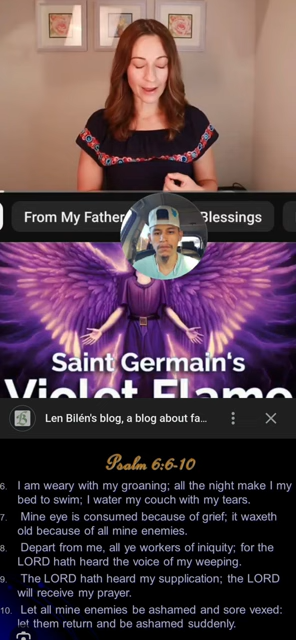 From My Father
Blessings
Saint Germain's
Violet Flame
Len Bilén's blog, a blog about fa...
Psalm 6:6-10
6. I am weary with my groaning; all the night make I my
bed to swim; I water my couch with my tears.
7. Mine eye is consumed because of grief; it waxeth
old because of all mine enemies.
8. Depart from me, all ye workers of iniquity; for the
LORD hath heard the voice of my weeping.
9. The LORD hath heard my supplication; the LORD
will receive my prayer.
10. Let all mine enemies be ashamed and sore vexed:
let them return and be ashamed suddenly.